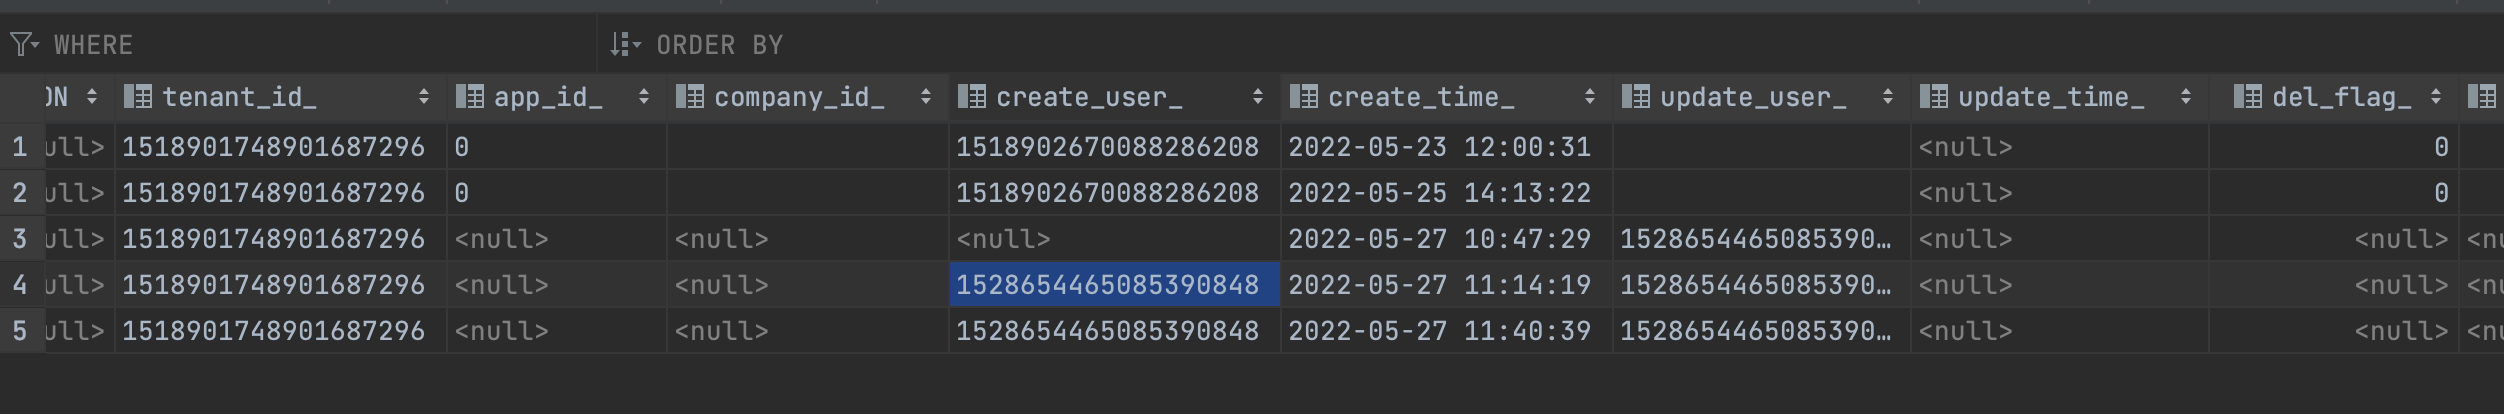 WHERE ORDER BY
ON tenant_id_ app_id_ company_id_ create_user_ create_time_ update_user_ update_time_ del_flag_
1 ull>1518901748901687296 0 1518902670088286208 2022-05-23 12:00:31 <null> 0
2 ull> 1518901748901687296 0 1518902670088286208 2022-05-25 14:13:22 <null> 0
3 ull> 1518901748901687296 <null> <null> <null> 2022-05-27 10:47:29 1528654465085390… <null> <null> <nu
4 ull> 1518901748901687296 <null> <null> 1528654465085390848 2022-05-27 11:14:19 1528654465085390… <null> <null> <nu
5 ull> 1518901748901687296 <null> <null> 1528654465085390848 2022-05-27 11:40:39 1528654465085390… <null> <null> <nu